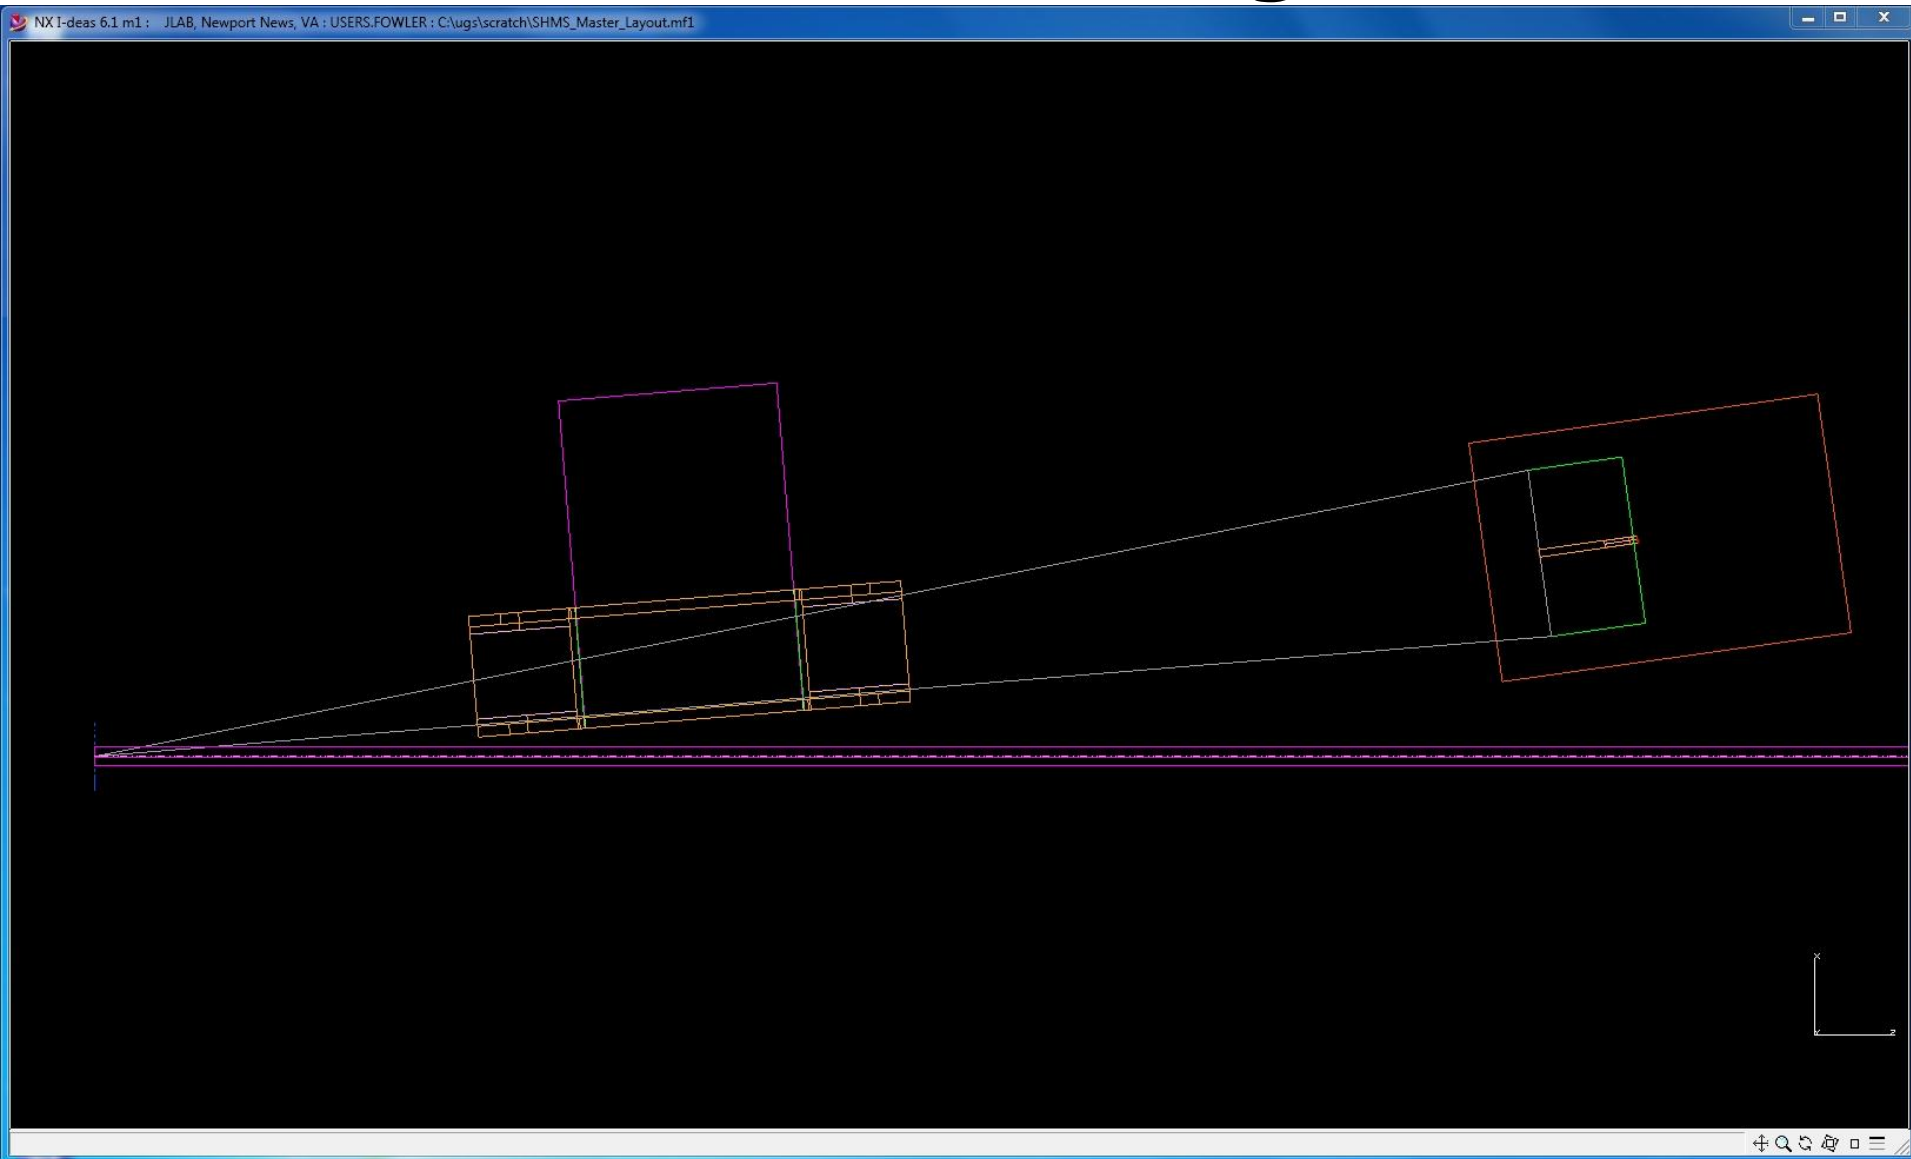 NX I-deas 6.1 m1 : JLAB, Newport News, VA : USERS.FOWLER : C:\ugs\scratch\SHMS_Master_Layout.mf1
X
Z